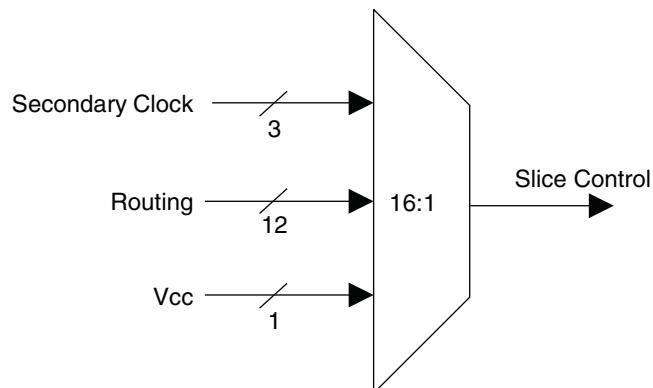 Secondary Clock
3
Routing
12
Vcc
1
16:1
Slice Control